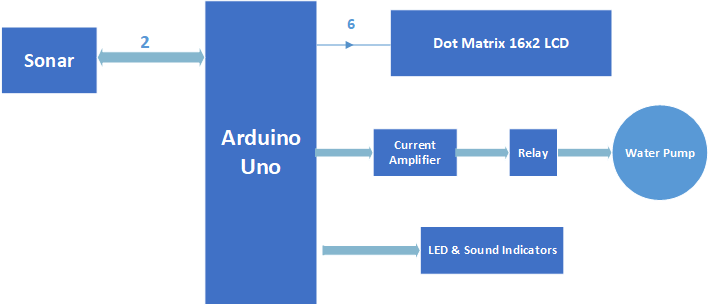 Sonar
2
Arduino
Uno
6
Dot Matrix 16x2 LCD
Current
Amplifier
Relay
Water Pump
LED & Sound Indicators